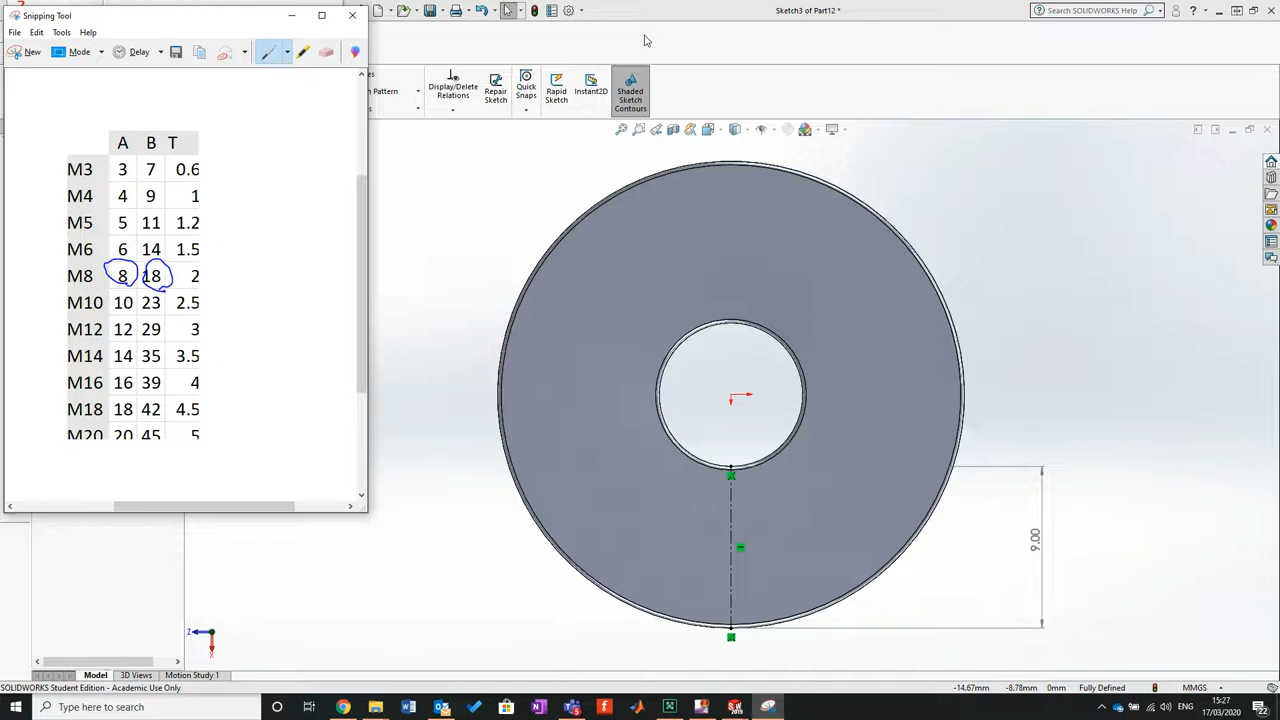 Snipping Tool
Sketch3 of Part12 *
Search SOLIDWORKS Help
File Edit Tools Help
New Mode Delay
Display/Delete Relations
Repair Sketch
Quick Snaps
Rapid Sketch
Instant2D
Shaded Sketch Contours
n Pattern
A B T
M3 3 7 0.6
M4 4 9 1
M5 5 11 1.2
M6 6 14 1.5
M8 8 18 2
M10 10 23 2.5
M12 12 29 3
M14 14 35 3.5
M16 16 39 4
M18 18 42 4.5
M20 20 45 5
9.00
Z
X
Model 3D Views Motion Study 1
SOLIDWORKS Student Edition - Academic Use Only
-14.67mm -8.78mm 0mm Fully Defined MMGS
Type here to search
15:27
17/03/2020